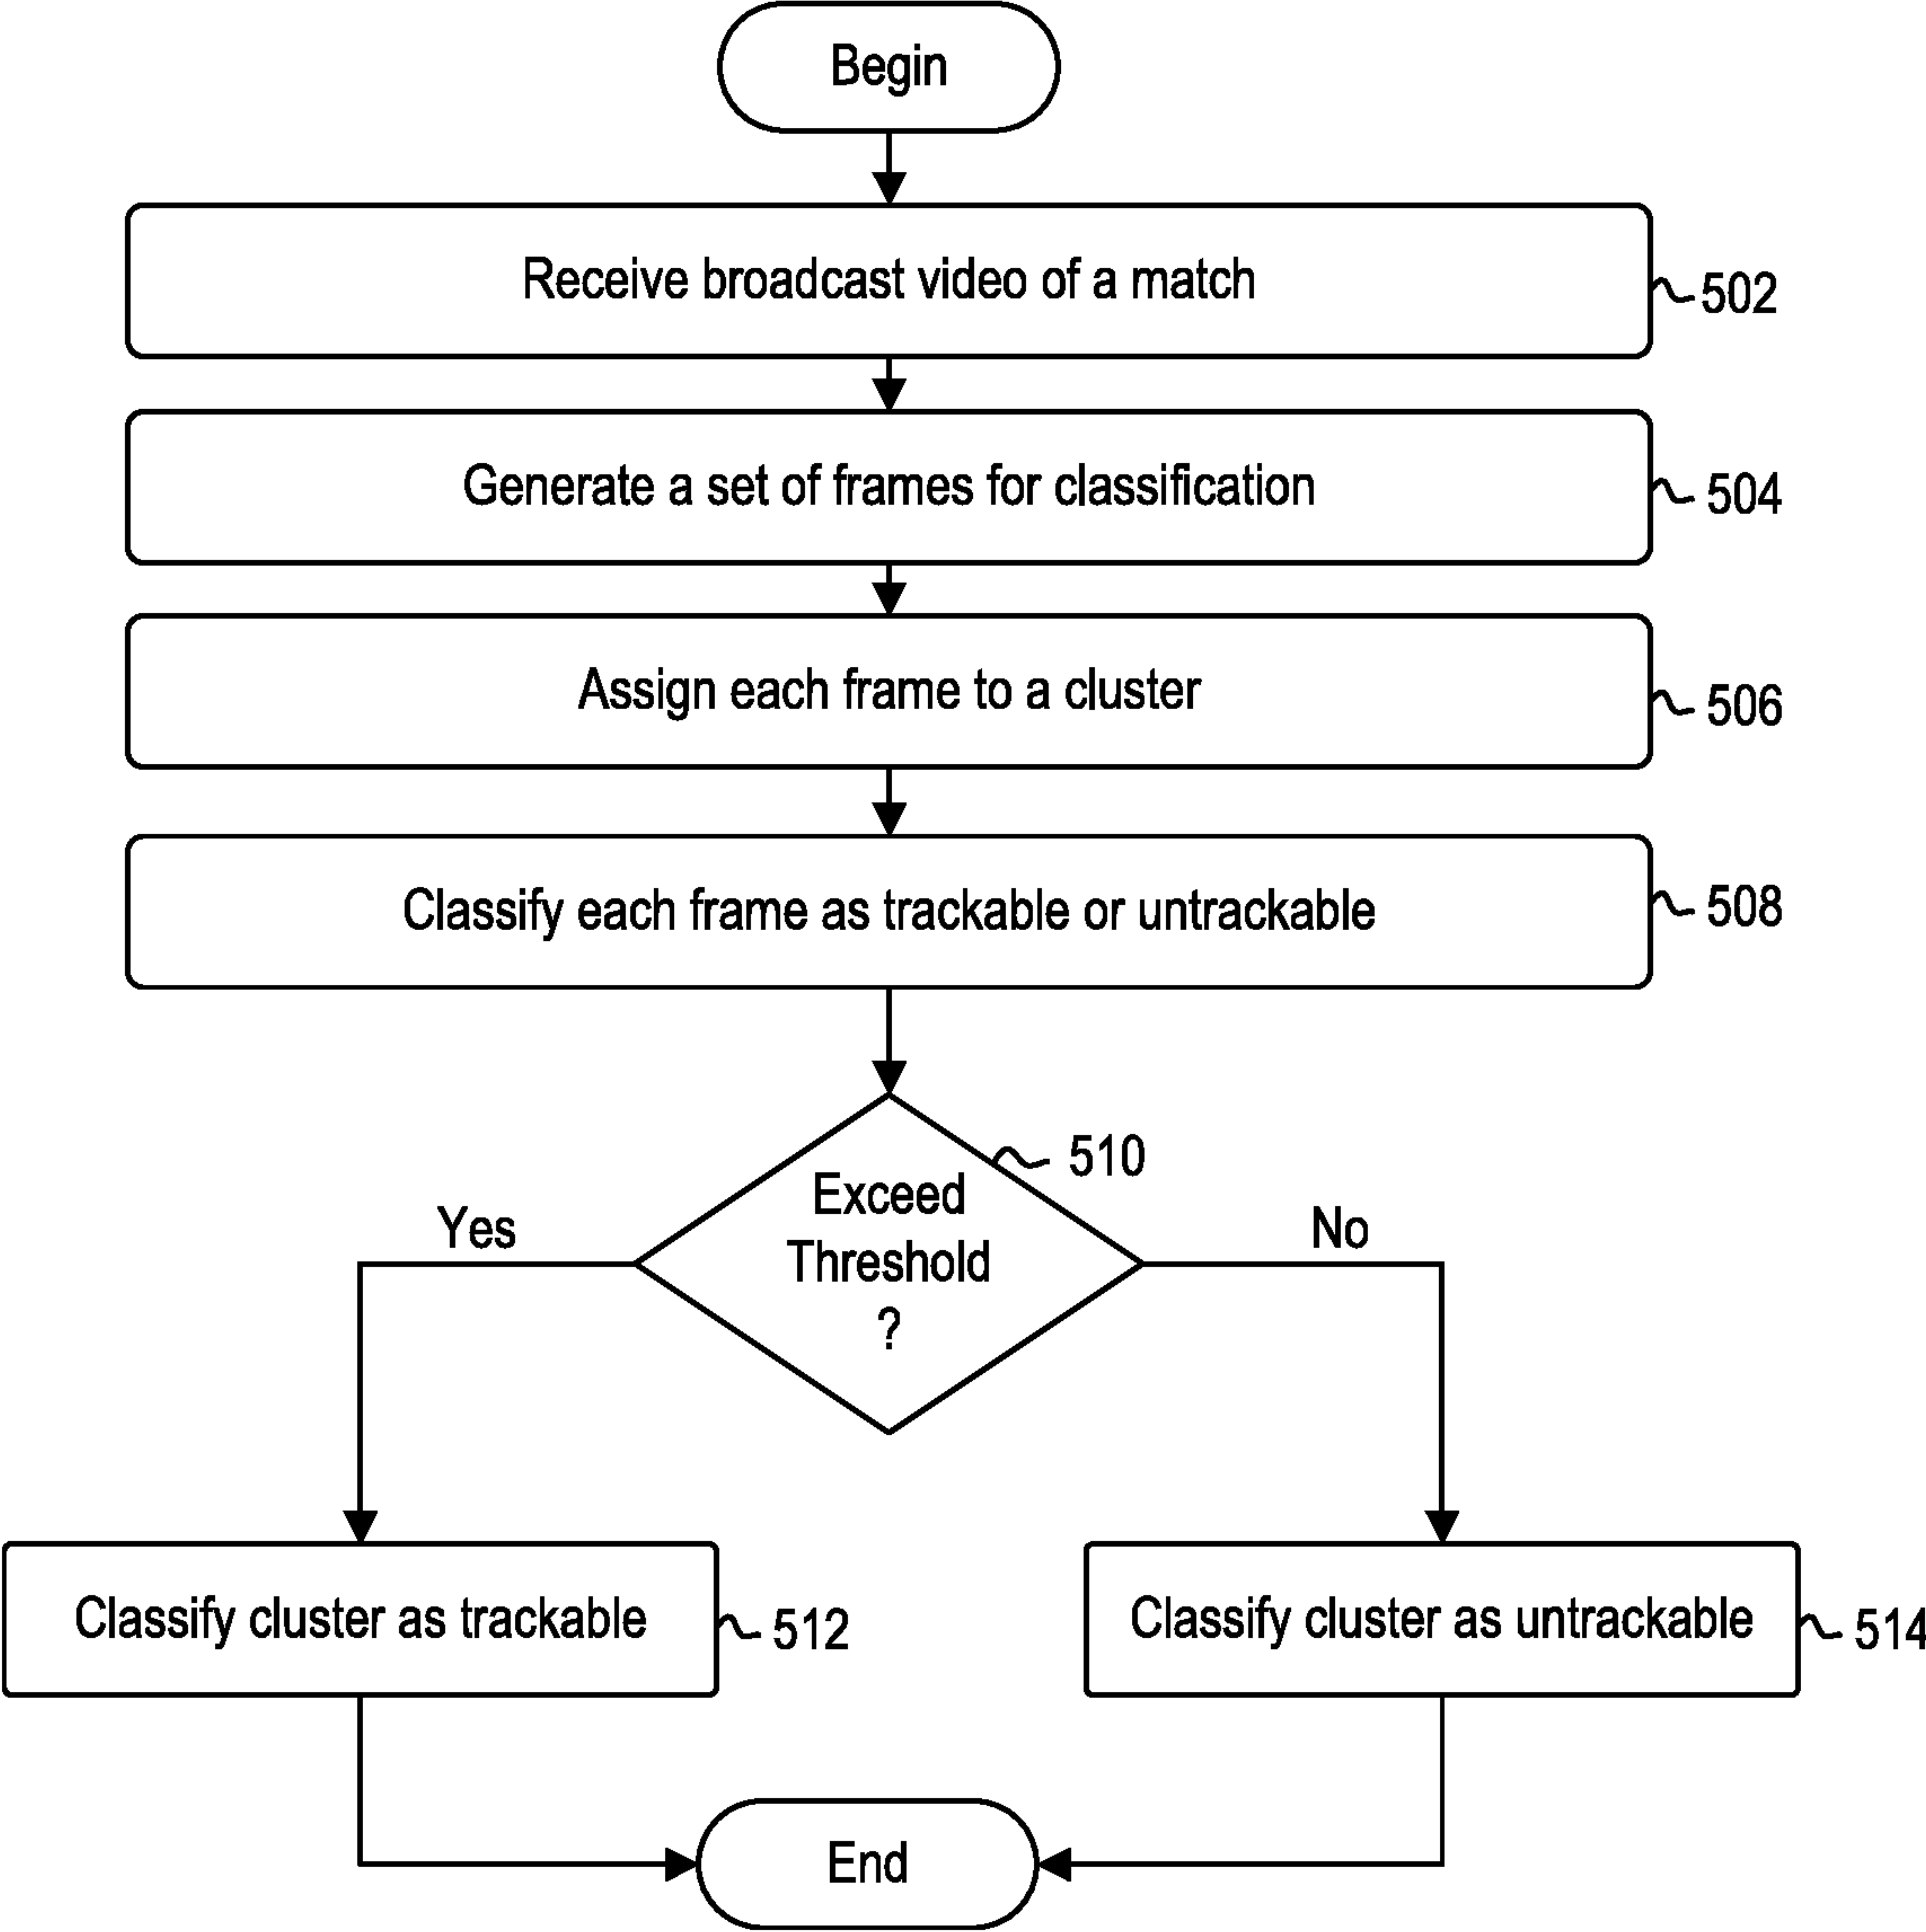 Begin
Receive broadcast video of a match
502
Generate a set of frames for classification
504
Assign each frame to a cluster
506
Classify each frame as trackable or untrackable
508
510
Exceed
Threshold
?
Yes
No
Classify cluster as trackable
512
Classify cluster as untrackable
514
End